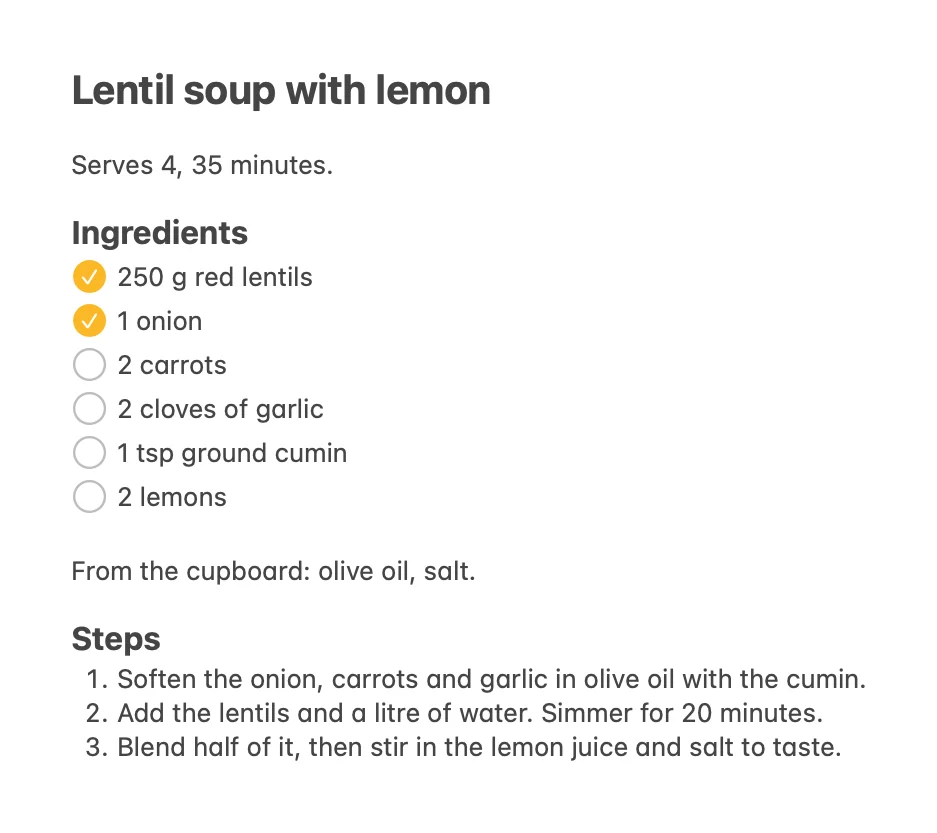 Lentil soup with lemon
Serves 4, 35 minutes.
Ingredients
250 g red lentils
1 onion
2 carrots
2 cloves of garlic
1 tsp ground cumin
2 lemons
From the cupboard: olive oil, salt.
Steps
1. Soften the onion, carrots and garlic in olive oil with the cumin.
2. Add the lentils and a litre of water. Simmer for 20 minutes.
3. Blend half of it, then stir in the lemon juice and salt to taste.